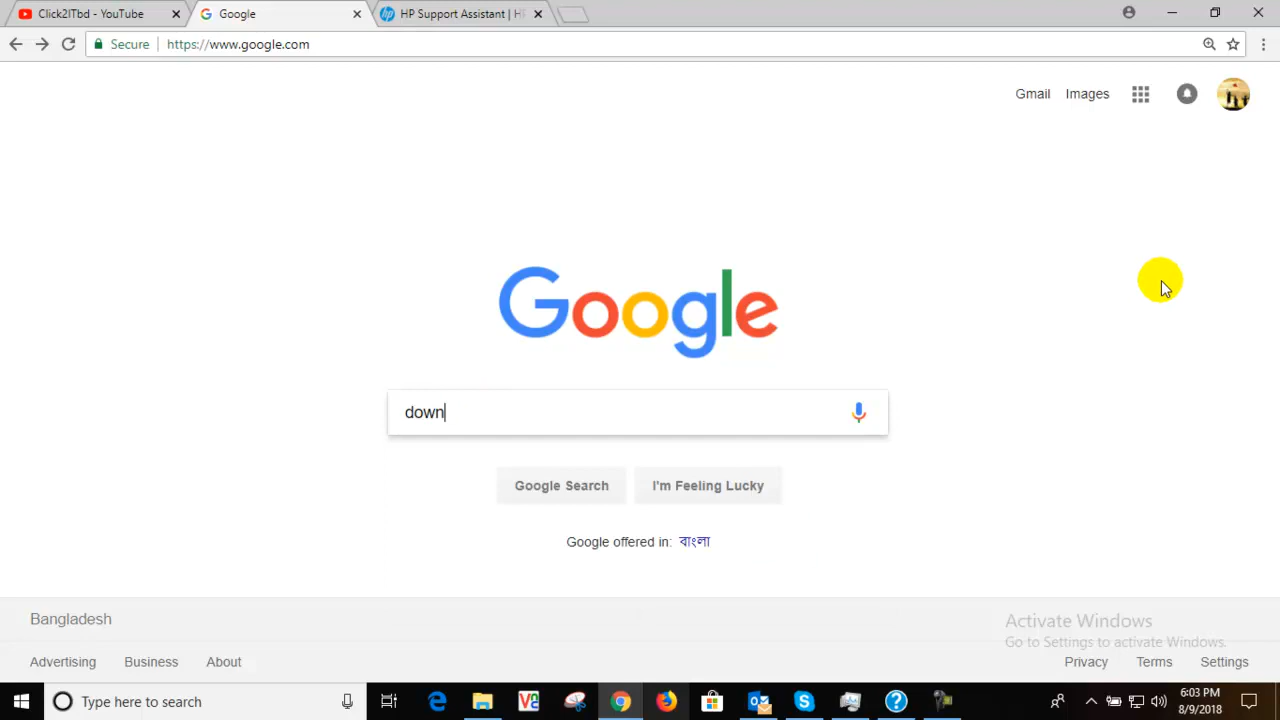 Click2ITbd - YouTube
Google
HP Support Assistant | HP
Secure
https://www.google.com
Gmail Images
Google
down
Google Search
I'm Feeling Lucky
Google offered in: বাংলা
Bangladesh
Activate Windows
Go to Settings to activate Windows.
Advertising Business About
Privacy Terms Settings
Type here to search
6:03 PM
8/9/2018